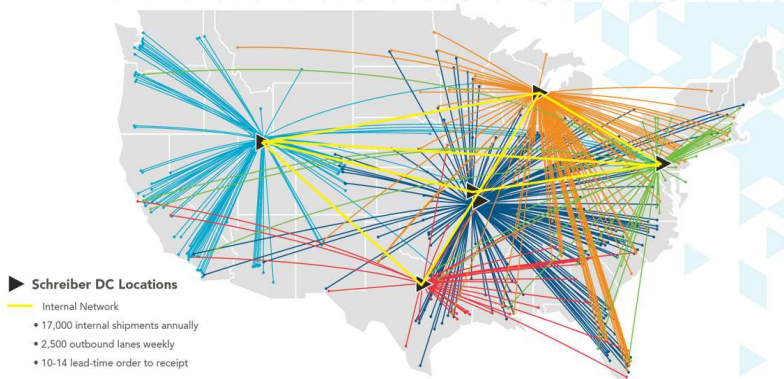 Schreiber DC Locations
Internal Network
• 17,000 internal shipments annually
• 2,500 outbound lanes weekly
• 10-14 lead-time order to receipt